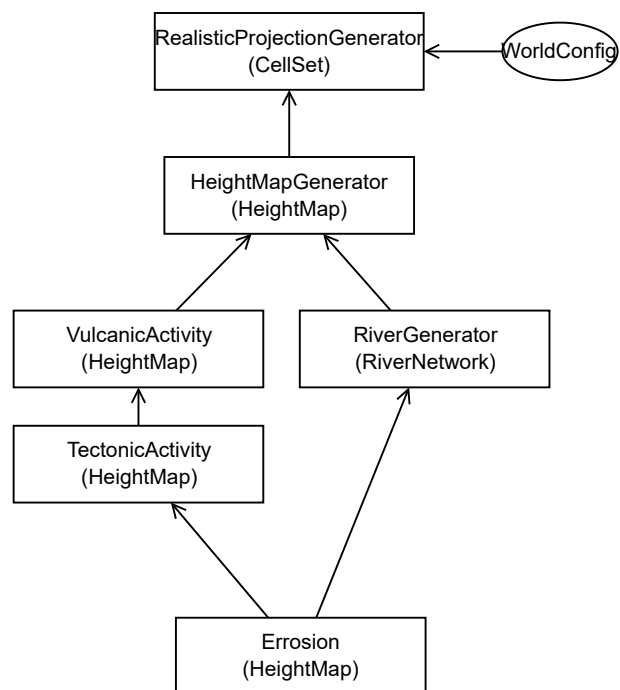 RealisticProjectionGenerator
(CellSet)
WorldConfig
HeightMapGenerator
(HeightMap)
VulcanicActivity
(HeightMap)
RiverGenerator
(RiverNetwork)
TectonicActivity
(HeightMap)
Errosion
(HeightMap)